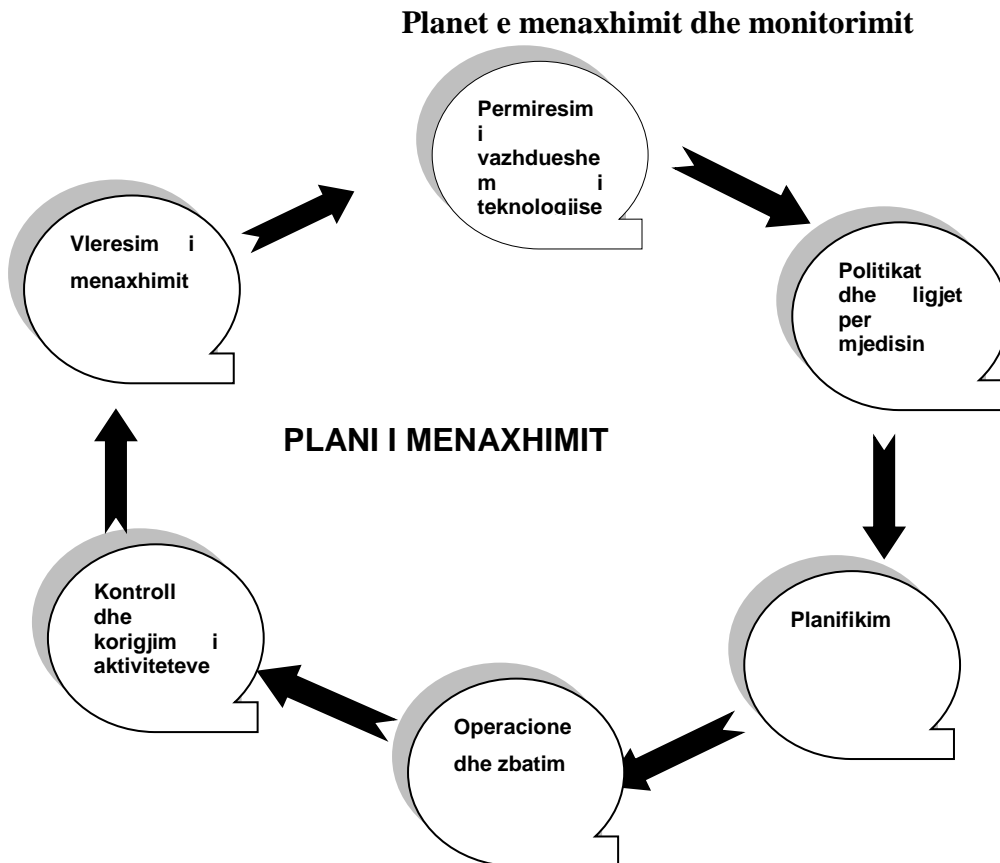 Planet e menaxhimit dhe monitorimit
Permiresim
i
vazhdueshe
m i
teknologjise
Vleresim i
menaxhimit
Politikat
dhe ligjet
per
mjedisin
PLANI I MENAXHIMIT
Kontroll
dhe
korigjim i
aktiviteteve
Planifikim
Operacione
dhe zbatim